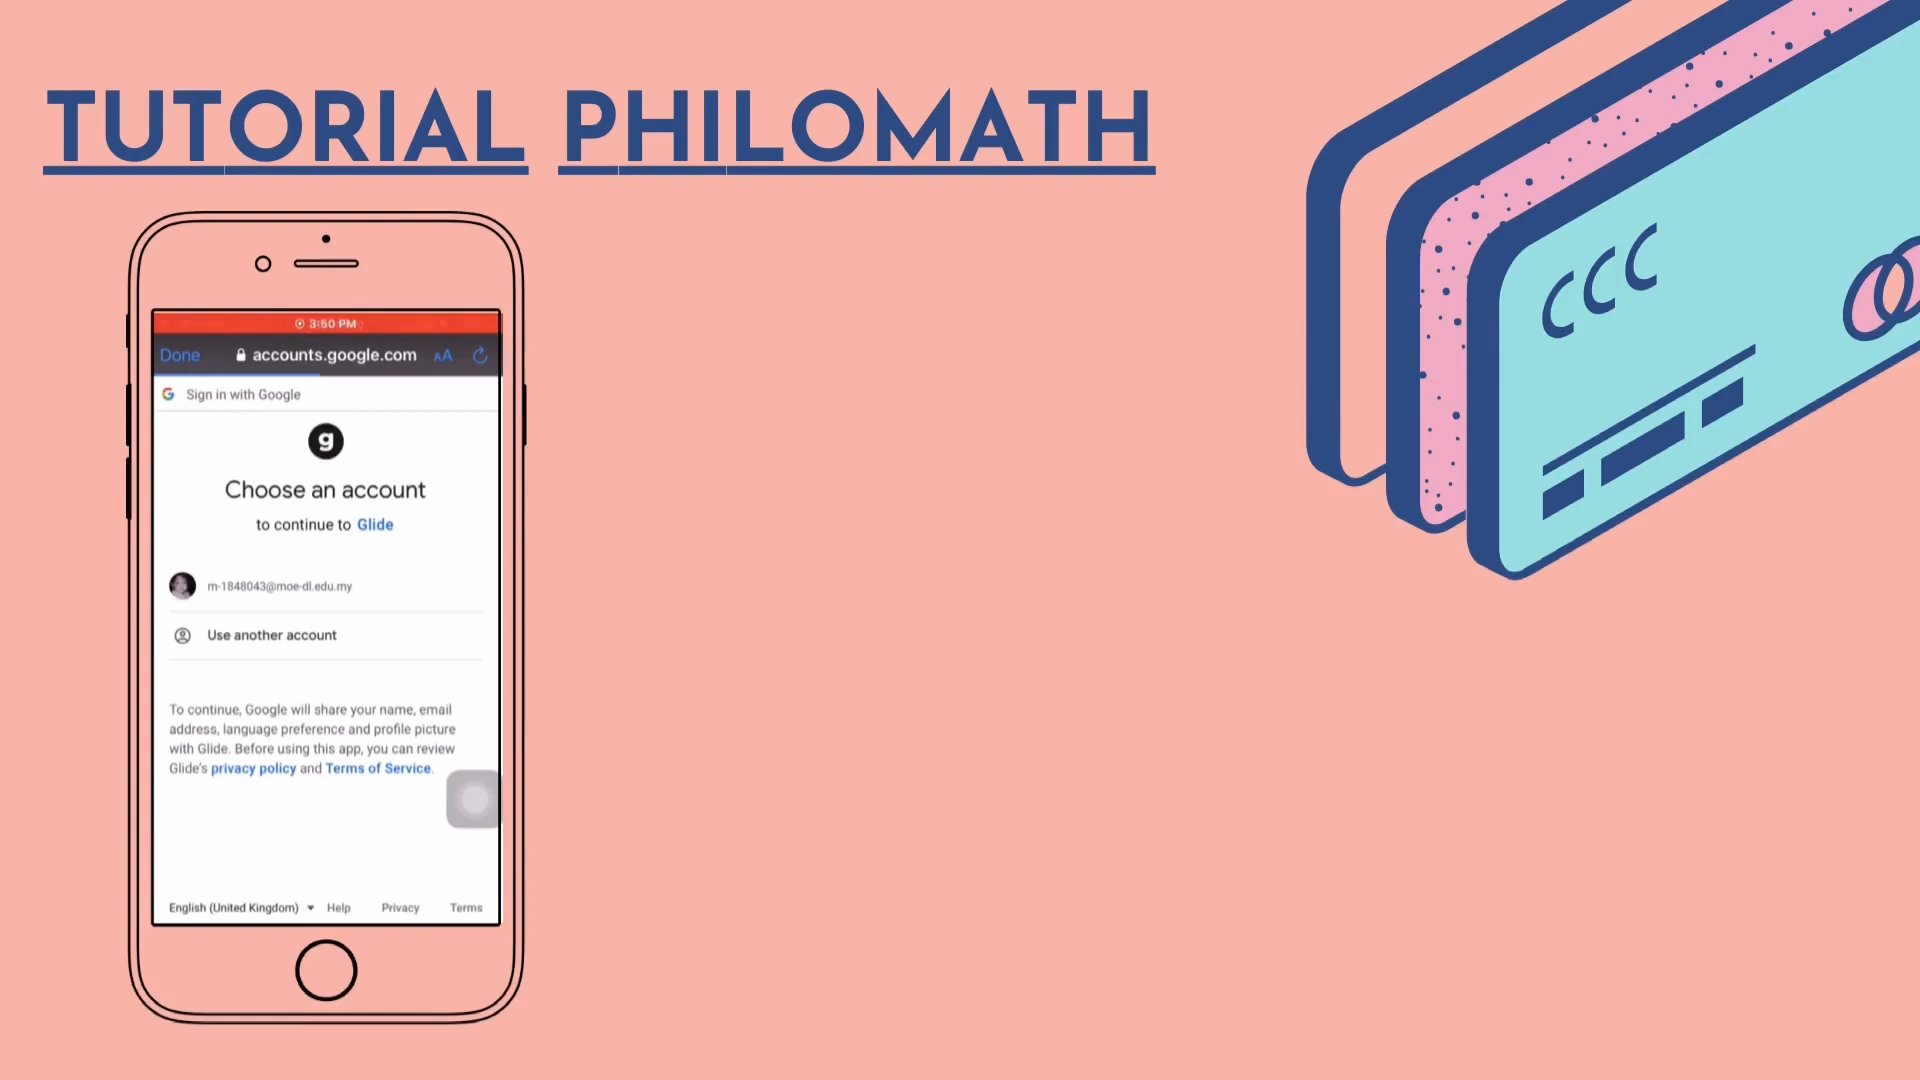 TUTORIAL PHILOMATH
3:50 PM
Done accounts.google.com AA
G Sign in with Google
g
Choose an account
to continue to Glide
m-1848043@moe-dl.edu.my
Use another account
To continue, Google will share your name, email
address, language preference and profile picture
with Glide. Before using this app, you can review
Glide's privacy policy and Terms of Service.
English (United Kingdom) Help Privacy Terms